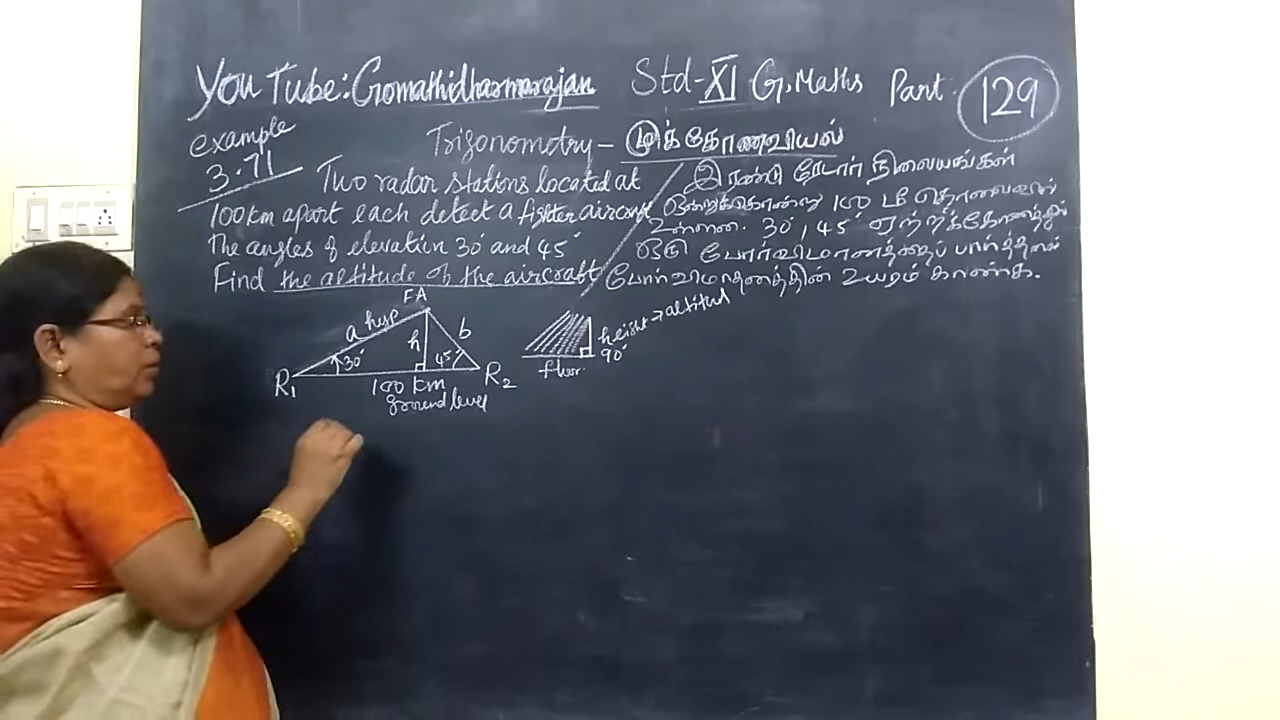 You Tube: Gomathidharmarajan Std-XI G.Maths Part. 129
example 3.71
Trigonometry - முக்கோணவியல்
Two radar stations located at
100km apart each detect a fighter aircraft
The angles of elevation 30° and 45°
Find the altitude of the aircraft
இரண்டு ரேடார் நிலையங்கள்
ஒன்றுக்கொன்று 100 கி.மீ தொலைவில்
உள்ளன. 30°, 45° ஏற்றக்கோணத்தில்
ஒரு போர்விமானத்தைப் பார்த்தால்
போர் விமானத்தின் உயரம் காண்க.
FA
a hyp
b
h
30°
45°
R1
R2
100 km
ground level
height → altitude
90°
floor